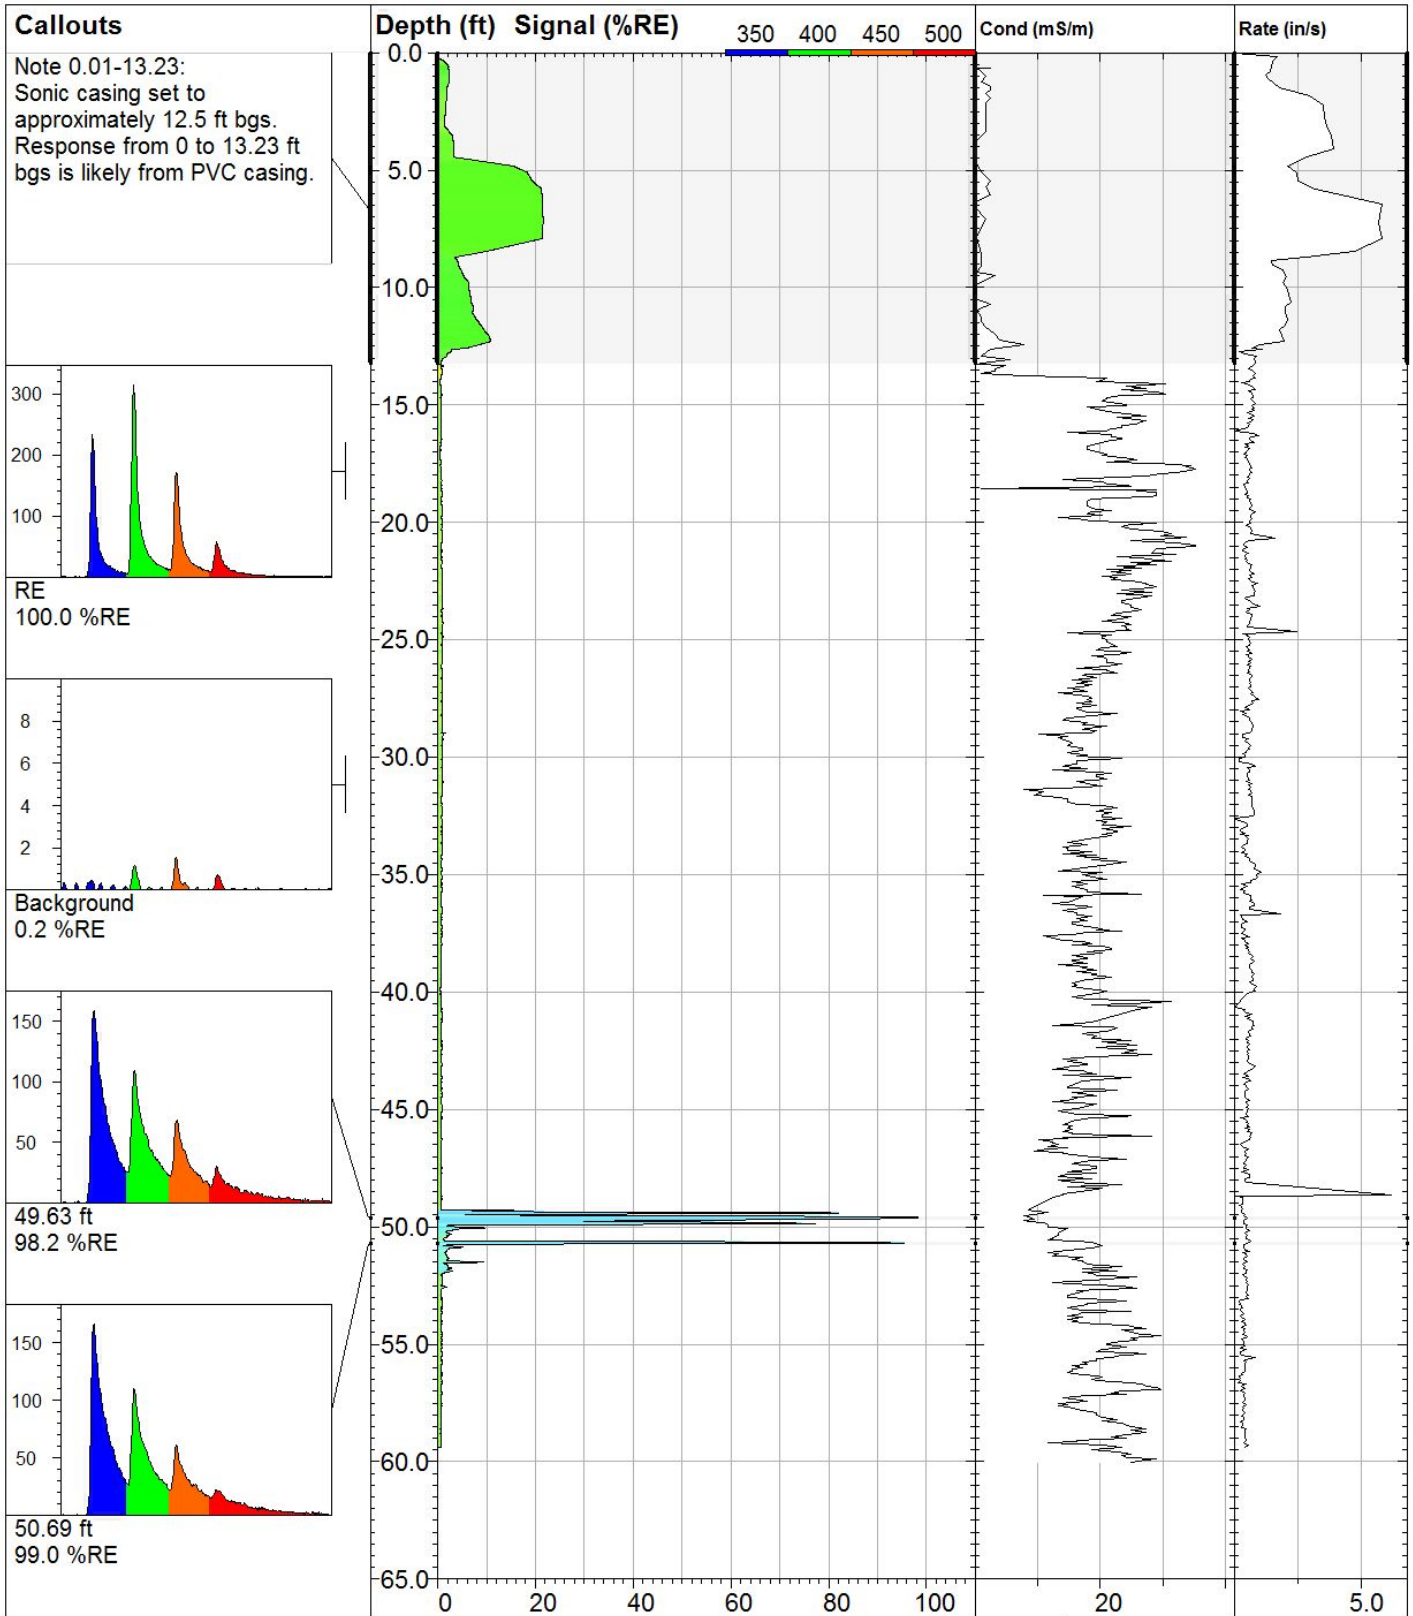 Callouts
Depth (ft) Signal (%RE)
350 400 450 500
Cond (mS/m)
Rate (in/s)
Note 0.01-13.23:
Sonic casing set to
approximately 12.5 ft bgs.
Response from 0 to 13.23 ft
bgs is likely from PVC casing.
300
200
100
RE
100.0 %RE
8
6
4
2
Background
0.2 %RE
150
100
50
49.63 ft
98.2 %RE
150
100
50
50.69 ft
99.0 %RE
0.0
5.0
10.0
15.0
20.0
25.0
30.0
35.0
40.0
45.0
50.0
55.0
60.0
65.0
0 20 40 60 80 100
20
5.0